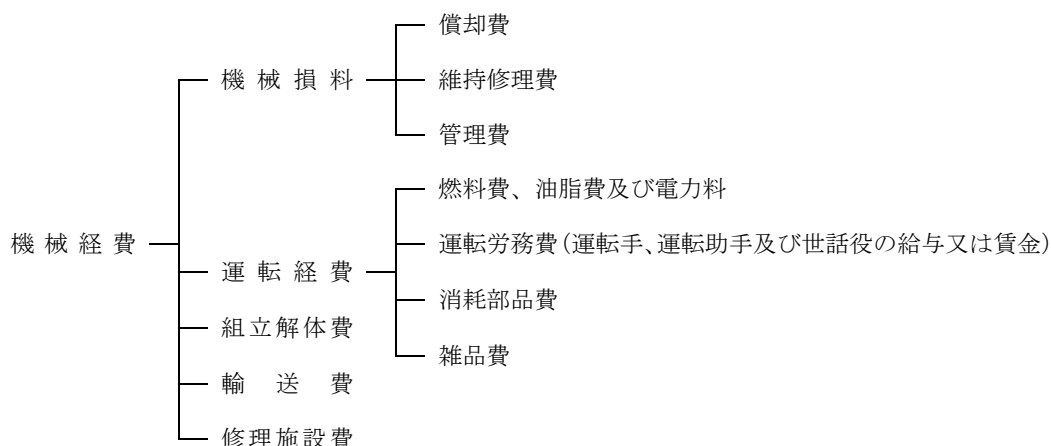 償却費
機械損料
維持修理費
管理費
燃料費、油脂費及び電力料
機械経費
運転労務費(運転手、運転助手及び世話役の給与又は賃金)
運転経費
消耗部品費
組立解体費
雑品費
輸送費
修理施設費